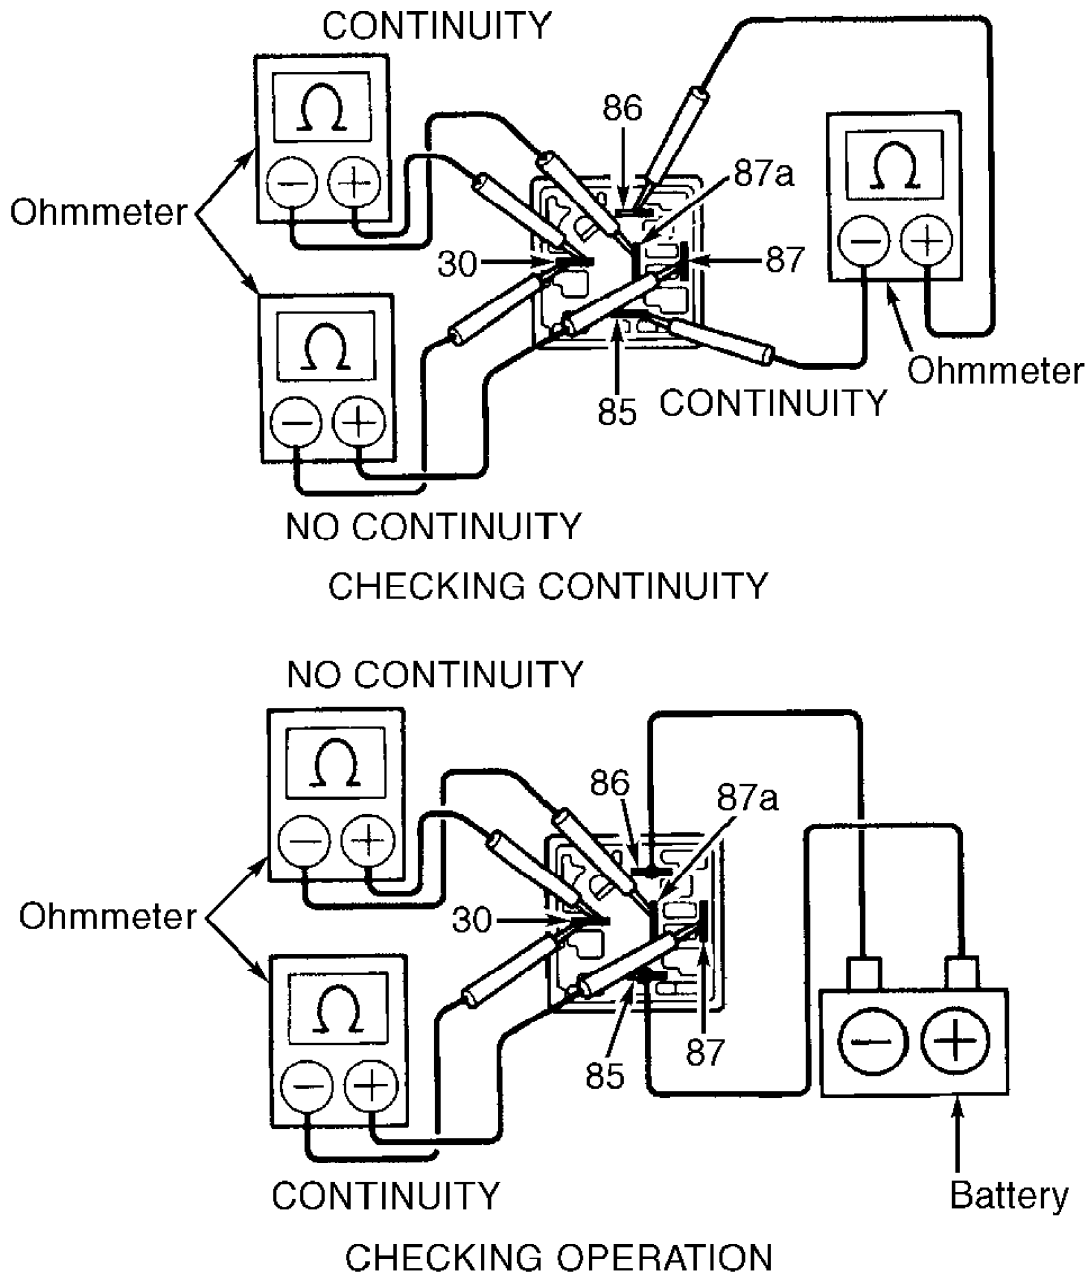 CONTINUITY
Ω
86
87a
Ω
Ohmmeter
30
87
Ω
Ohmmeter
85
CONTINUITY
NO CONTINUITY
CHECKING CONTINUITY
NO CONTINUITY
Ω
86
87a
Ohmmeter
30
Ω
87
85
Battery
CONTINUITY
CHECKING OPERATION